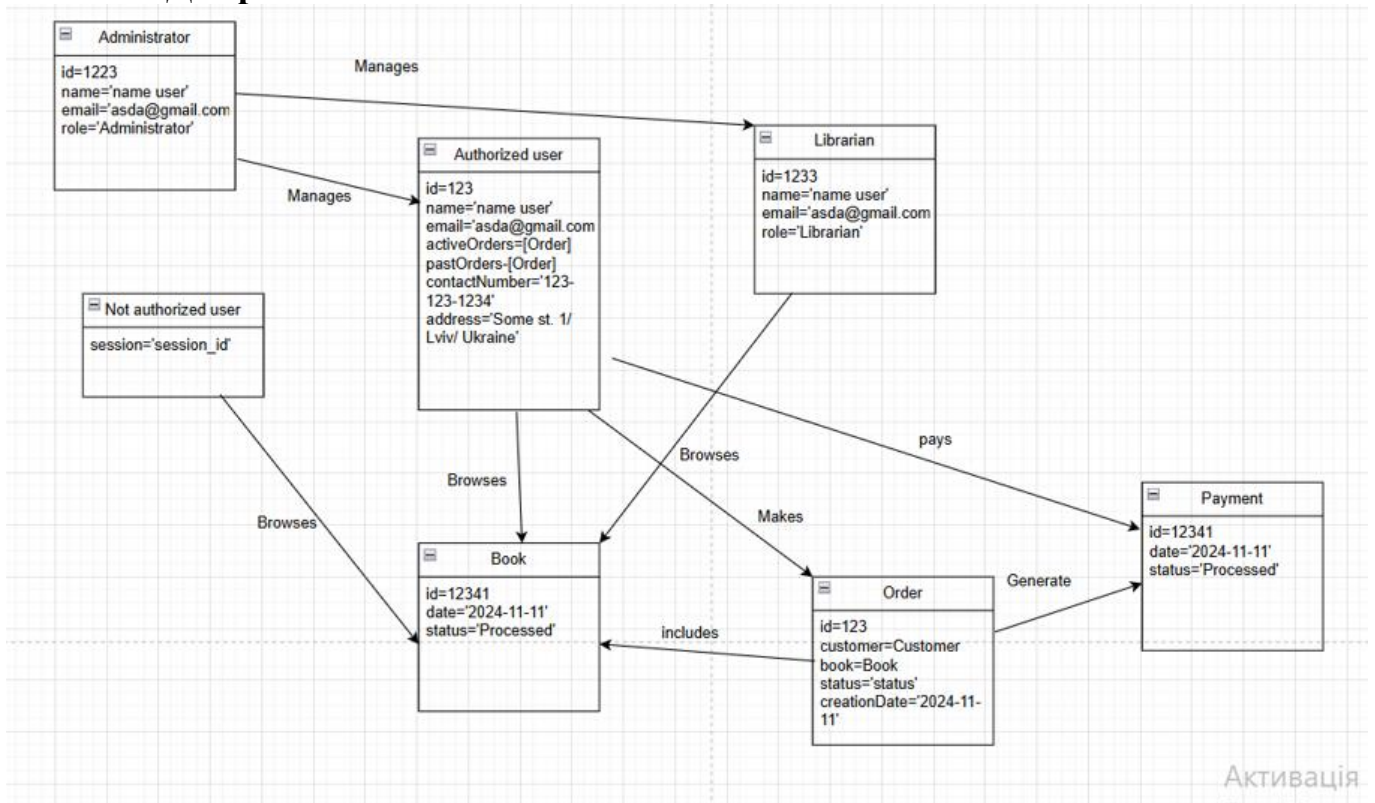 Administrator
id=1223
name='name user'
email='asda@gmail.com
role='Administrator'
Manages
Manages
Authorized user
id=123
name='name user'
email='asda@gmail.com
activeOrders=[Order]
pastOrders-[Order]
contactNumber='123-
123-1234'
address='Some st. 1/
Lviv/ Ukraine'
Librarian
id=1233
name='name user'
email='asda@gmail.com
role='Librarian'
Not authorized user
session='session_id'
Browses
Browses
Browses
pays
Makes
Book
id=12341
date='2024-11-11'
status='Processed'
includes
Order
id=123
customer=Customer
book=Book
status='status'
creationDate='2024-11-
11'
Generate
Payment
id=12341
date='2024-11-11'
status='Processed'
Активація